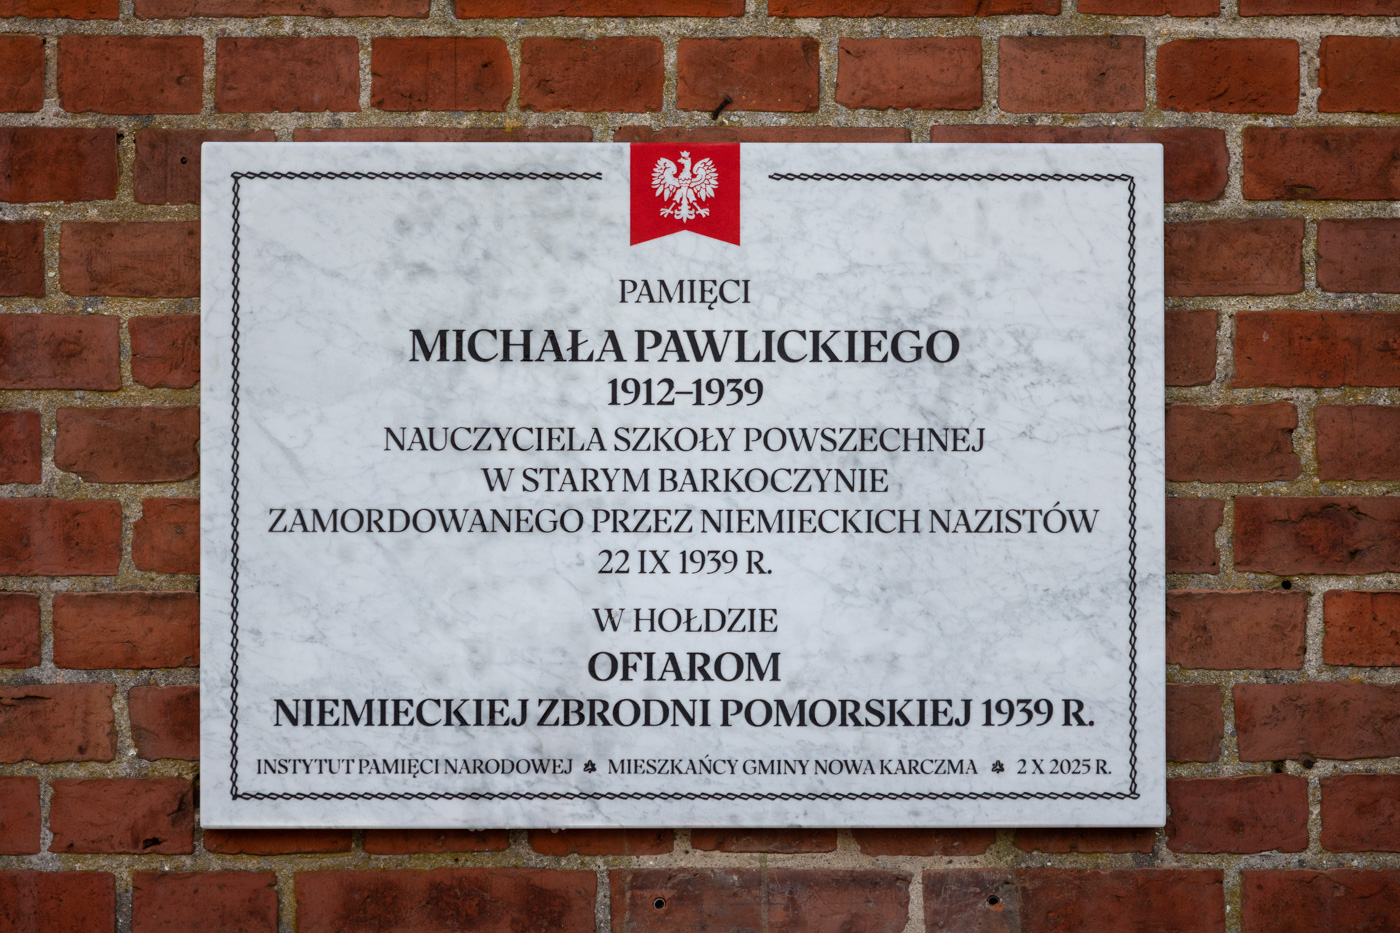 PAMIĘCI
MICHAŁA PAWLICKIEGO
1912–1939
NAUCZYCIELA SZKOŁY POWSZECHNEJ
W STARYM BARKOCZYNIE
ZAMORDOWANEGO PRZEZ NIEMIECKICH NAZISTÓW
22 IX 1939 R.
W HOŁDZIE
OFIAROM
NIEMIECKIEJ ZBRODNI POMORSKIEJ 1939 R.
INSTYTUT PAMIĘCI NARODOWEJ MIESZKAŃCY GMINY NOWA KARCZMA 2 X 2025 R.